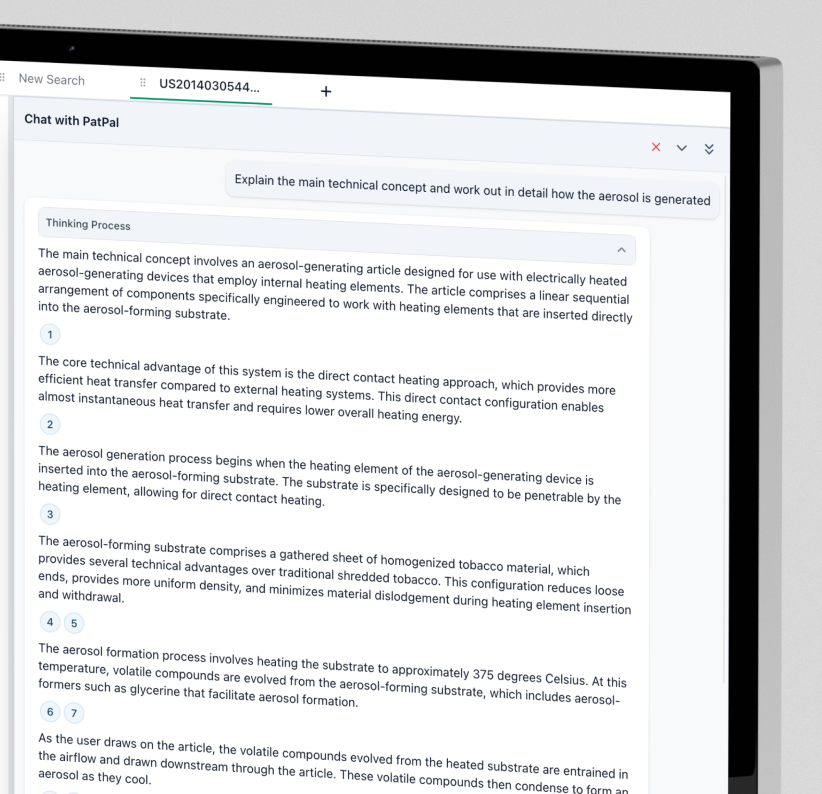 New Search
US2014030544...
+
Chat with PatPal
Explain the main technical concept and work out in detail how the aerosol is generated
Thinking Process
The main technical concept involves an aerosol-generating article designed for use with electrically heated
aerosol-generating devices that employ internal heating elements. The article comprises a linear sequential
arrangement of components specifically engineered to work with heating elements that are inserted directly
into the aerosol-forming substrate.
1
The core technical advantage of this system is the direct contact heating approach, which provides more
efficient heat transfer compared to external heating systems. This direct contact configuration enables
almost instantaneous heat transfer and requires lower overall heating energy.
2
The aerosol generation process begins when the heating element of the aerosol-generating device is
inserted into the aerosol-forming substrate. The substrate is specifically designed to be penetrable by the
heating element, allowing for direct contact heating.
3
The aerosol-forming substrate comprises a gathered sheet of homogenized tobacco material, which
provides several technical advantages over traditional shredded tobacco. This configuration reduces loose
ends, provides more uniform density, and minimizes material dislodgement during heating element insertion
and withdrawal.
4 5
The aerosol formation process involves heating the substrate to approximately 375 degrees Celsius. At this
temperature, volatile compounds are evolved from the aerosol-forming substrate, which includes aerosol-
formers such as glycerine that facilitate aerosol formation.
6 7
As the user draws on the article, the volatile compounds evolved from the heated substrate are entrained in
the airflow and drawn downstream through the article. These volatile compounds then condense to form an
aerosol as they cool.